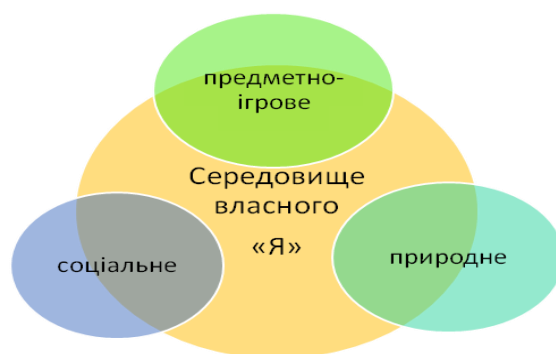 предметно-
ігрове
Середовище
власного
«Я»
соціальне
природне